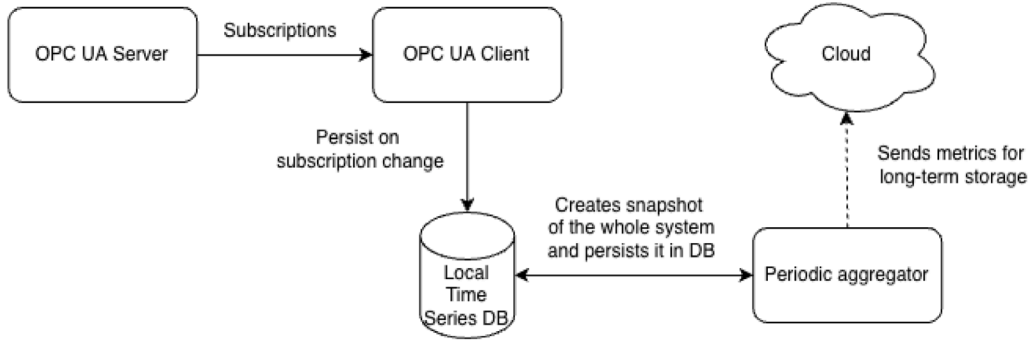 OPC UA Server
Subscriptions
OPC UA Client
Cloud
Persist on
subscription change
Sends metrics for
long-term storage
Creates snapshot
of the whole system
and persists it in DB
Local
Time
Series DB
Periodic aggregator